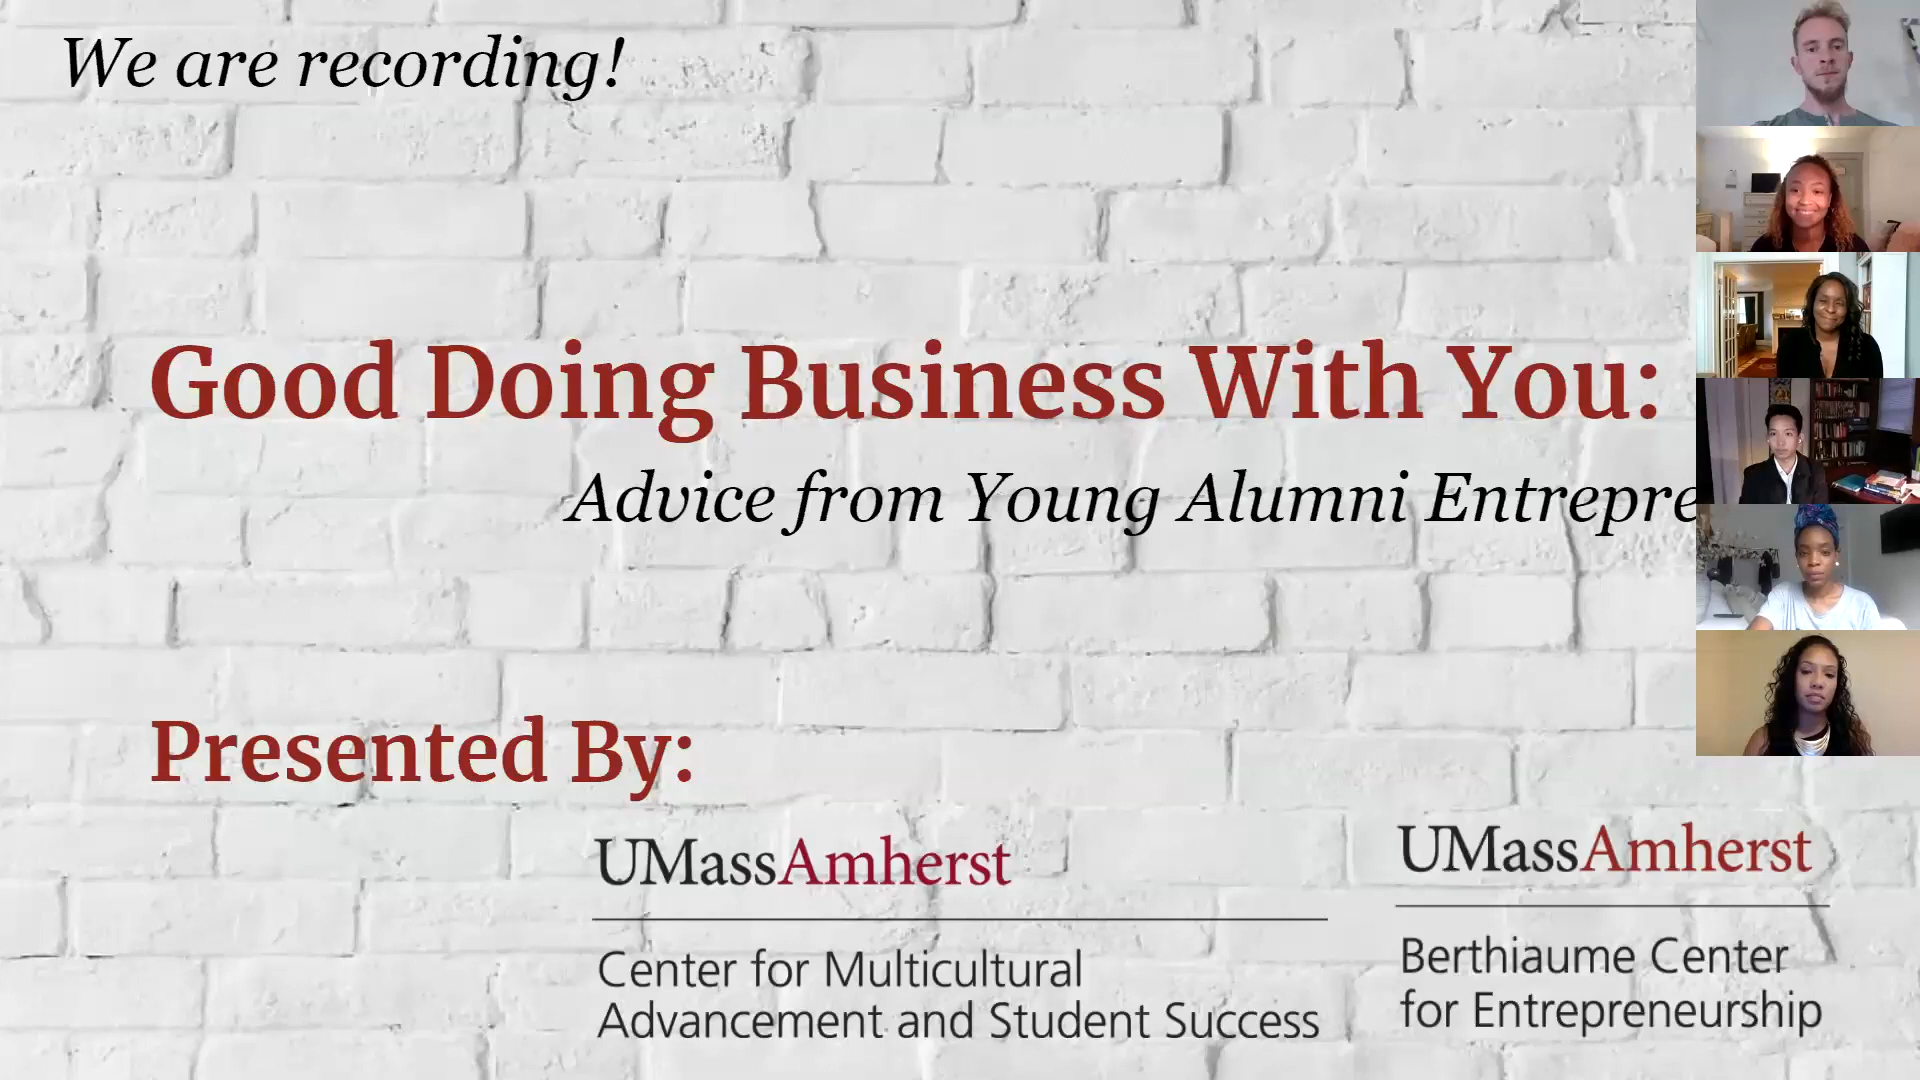 We are recording!
Good Doing Business With You:
Advice from Young Alumni Entrepre
Presented By:
UMassAmherst
Center for Multicultural
Advancement and Student Success
UMassAmherst
Berthiaume Center
for Entrepreneurship